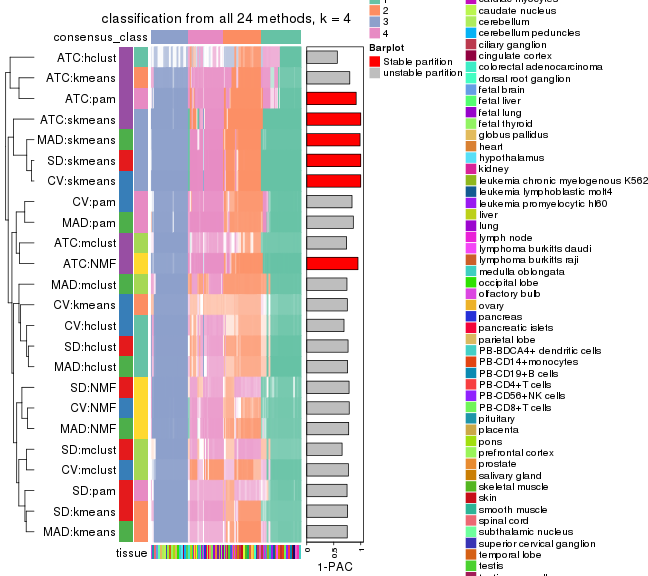 classification from all 24 methods, k = 4
consensus_class
ATC:hclust
ATC:kmeans
ATC:pam
ATC:skmeans
MAD:skmeans
SD:skmeans
CV:skmeans
CV:pam
MAD:pam
ATC:mclust
ATC:NMF
MAD:mclust
CV:kmeans
CV:hclust
SD:hclust
MAD:hclust
SD:NMF
CV:NMF
MAD:NMF
SD:mclust
CV:mclust
SD:pam
SD:kmeans
MAD:kmeans
tissue
0
0.5
1
1-PAC
2
3
4
Barplot
Stable partition
unstable partition
caudate nucleus
cerebellum
cerebellum peduncles
ciliary ganglion
cingulate cortex
colorectal adenocarcinoma
dorsal root ganglion
fetal brain
fetal liver
fetal lung
fetal thyroid
globus pallidus
heart
hypothalamus
kidney
leukemia chronic myelogenous K562
leukemia lymphoblastic molt4
leukemia promyelocytic hl60
liver
lung
lymph node
lymphoma burkitts daudi
lymphoma burkitts raji
medulla oblongata
occipital lobe
olfactory bulb
ovary
pancreas
pancreatic islets
parietal lobe
PB-BDCA4+ dendritic cells
PB-CD14+monocytes
PB-CD19+B cells
PB-CD4+T cells
PB-CD56+NK cells
PB-CD8+T cells
pituitary
placenta
pons
prefrontal cortex
prostate
salivary gland
skeletal muscle
skin
smooth muscle
spinal cord
subthalamic nucleus
superior cervical ganglion
temporal lobe
testis